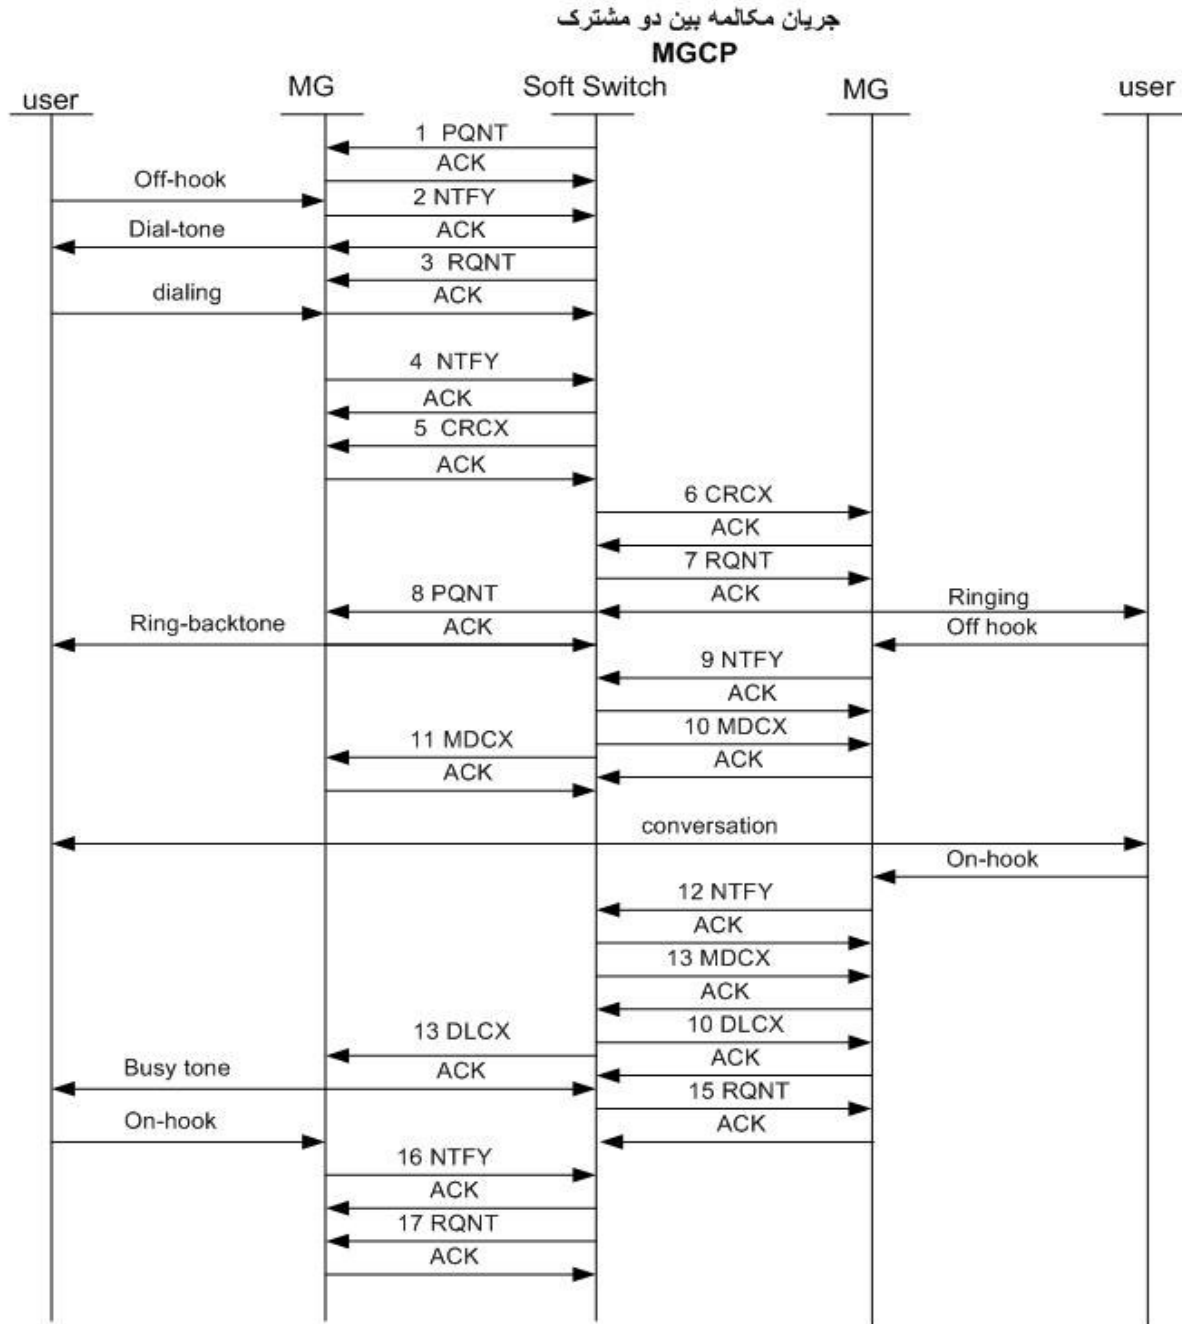 جریان مکالمه بین دو مشترک
MGCP
user
MG
Soft Switch
MG
user
1 PQNT
ACK
Off-hook
2 NTFY
Dial-tone
ACK
3 RQNT
dialing
ACK
4 NTFY
ACK
5 CRCX
ACK
6 CRCX
ACK
7 RQNT
8 PQNT
ACK
Ringing
Ring-backtone
ACK
Off hook
9 NTFY
ACK
10 MDCX
11 MDCX
ACK
ACK
conversation
On-hook
12 NTFY
ACK
13 MDCX
ACK
10 DLCX
13 DLCX
ACK
Busy tone
ACK
15 RQNT
On-hook
ACK
16 NTFY
ACK
17 RQNT
ACK